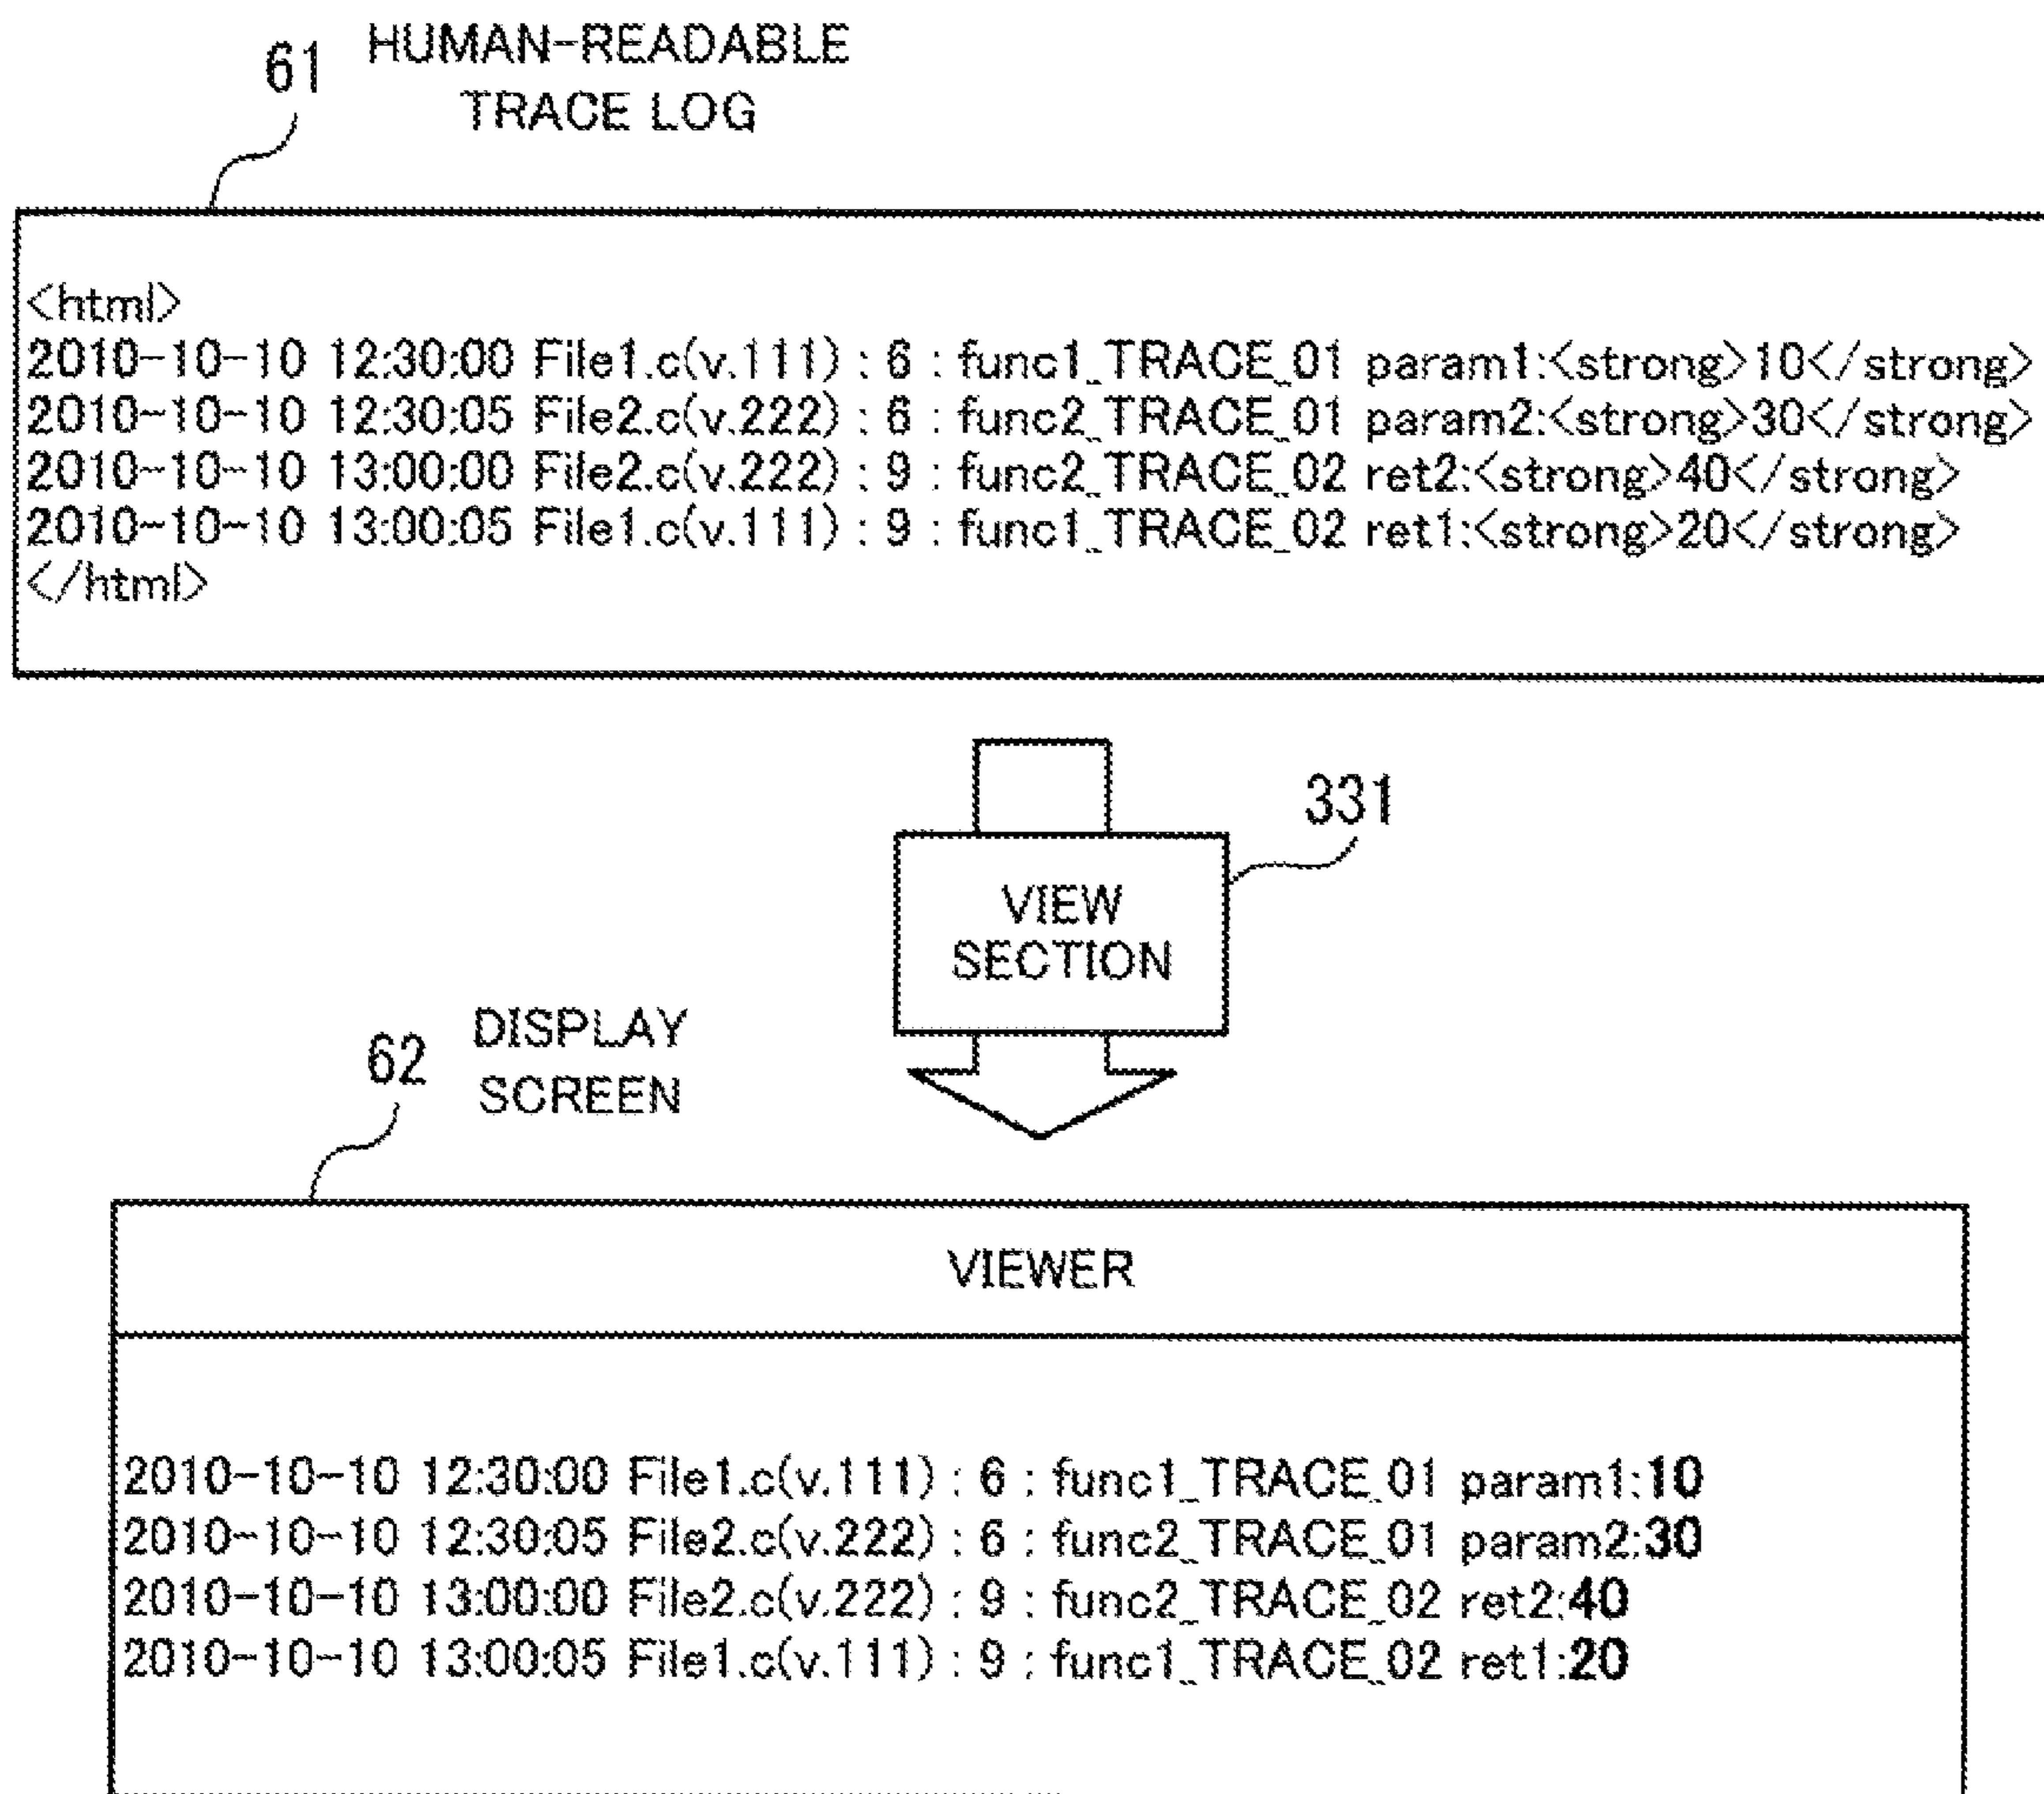 61 HUMAN-READABLE
TRACE LOG
<html>
2010-10-10 12:30:00 File1.c(v.111) : 6 : func1_TRACE_01 param1:<strong>10</strong>
2010-10-10 12:30:05 File2.c(v.222) : 6 : func2_TRACE_01 param2:<strong>30</strong>
2010-10-10 13:00:00 File2.c(v.222) : 9 : func2_TRACE_02 ret2:<strong>40</strong>
2010-10-10 13:00:05 File1.c(v.111) : 9 : func1_TRACE_02 ret1:<strong>20</strong>
</html>
331
VIEW
SECTION
62 DISPLAY
SCREEN
VIEWER
2010-10-10 12:30:00 File1.c(v.111) : 6 : func1_TRACE_01 param1:10
2010-10-10 12:30:05 File2.c(v.222) : 6 : func2_TRACE_01 param2:30
2010-10-10 13:00:00 File2.c(v.222) : 9 : func2_TRACE_02 ret2:40
2010-10-10 13:00:05 File1.c(v.111) : 9 : func1_TRACE_02 ret1:20